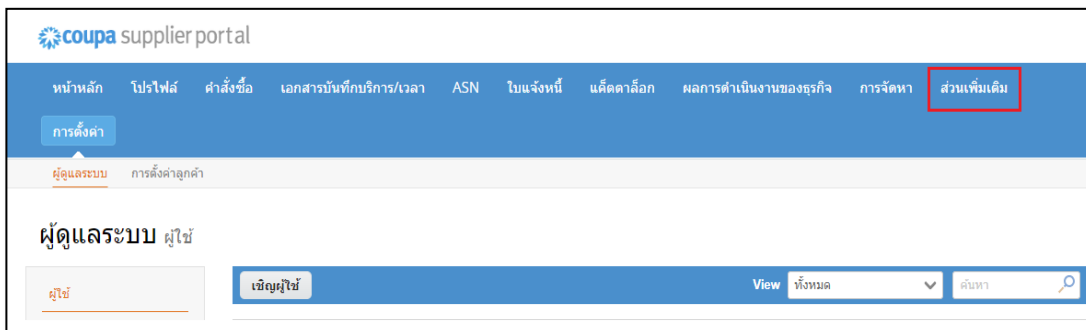 coupa supplier portal
หน้าหลัก โปรไฟล์ คำสั่งซื้อ เอกสารบันทึกบริการ/เวลา ASN ใบแจ้งหนี้ แค็ตตาล็อก ผลการดำเนินงานของธุรกิจ การจัดหา ส่วนเพิ่มเติม
การตั้งค่า
ผู้ดูแลระบบ การตั้งค่าลูกค้า
ผู้ดูแลระบบ ผู้ใช้
ผู้ใช้ เชิญผู้ใช้ View ทั้งหมด ค้นหา